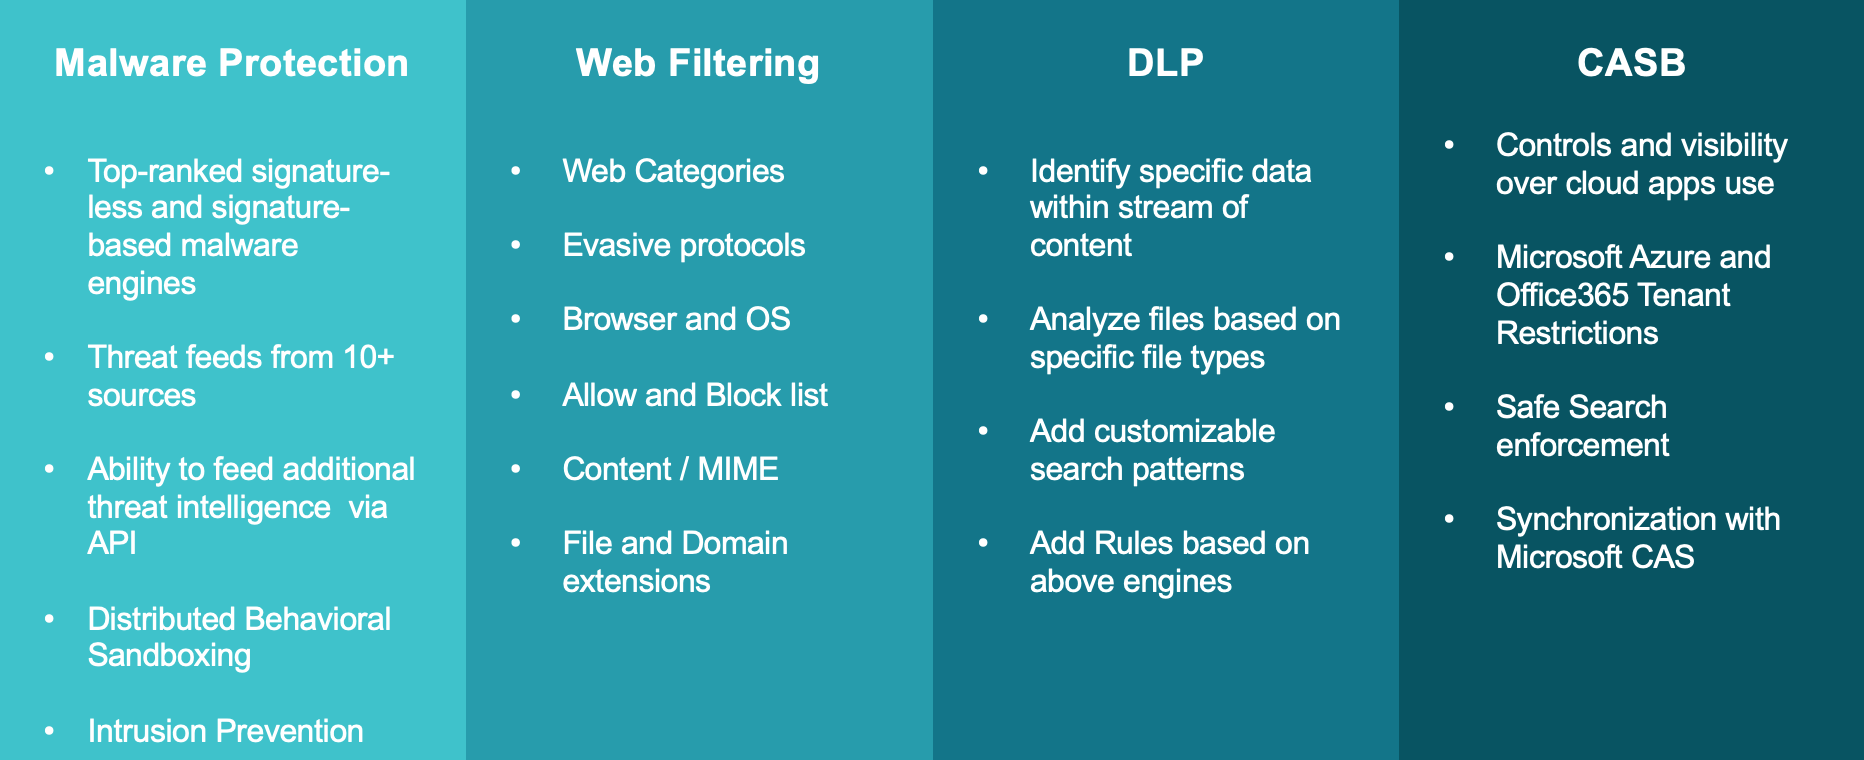 Malware Protection
• Top-ranked signature-
less and signature-
based malware
engines
• Threat feeds from 10+
sources
• Ability to feed additional
threat intelligence  via
API
• Distributed Behavioral
Sandboxing
• Intrusion Prevention
Web Filtering
• Web Categories
• Evasive protocols
• Browser and OS
• Allow and Block list
• Content / MIME
• File and Domain
extensions
DLP
• Identify specific data
within stream of
content
• Analyze files based on
specific file types
• Add customizable
search patterns
• Add Rules based on
above engines
CASB
• Controls and visibility
over cloud apps use
• Microsoft Azure and
Office365 Tenant
Restrictions
• Safe Search
enforcement
• Synchronization with
Microsoft CAS